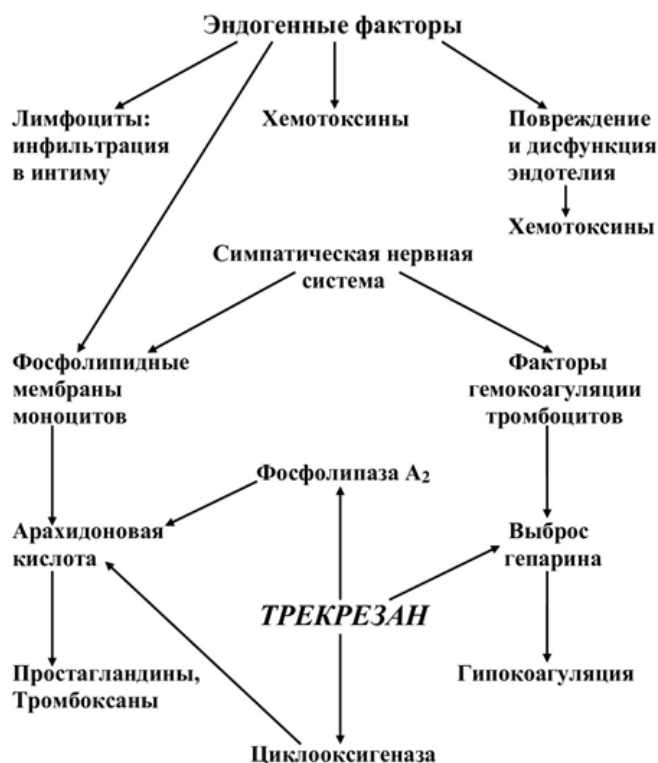 Эндогенные факторы
Лимфоциты:
инфильтрация
в интиму
Хемотоксины
Повреждение
и дисфункция
эндотелия
Хемотоксины
Симпатическая нервная
система
Фосфолипидные
мембраны
моноцитов
Факторы
гемокоагуляции
тромбоцитов
Фосфолипаза А₂
Арахидоновая
кислота
Выброс
гепарина
ТРЕКРЕЗАН
Простагландины,
Тромбоксаны
Гипокоагуляция
Циклооксигеназа